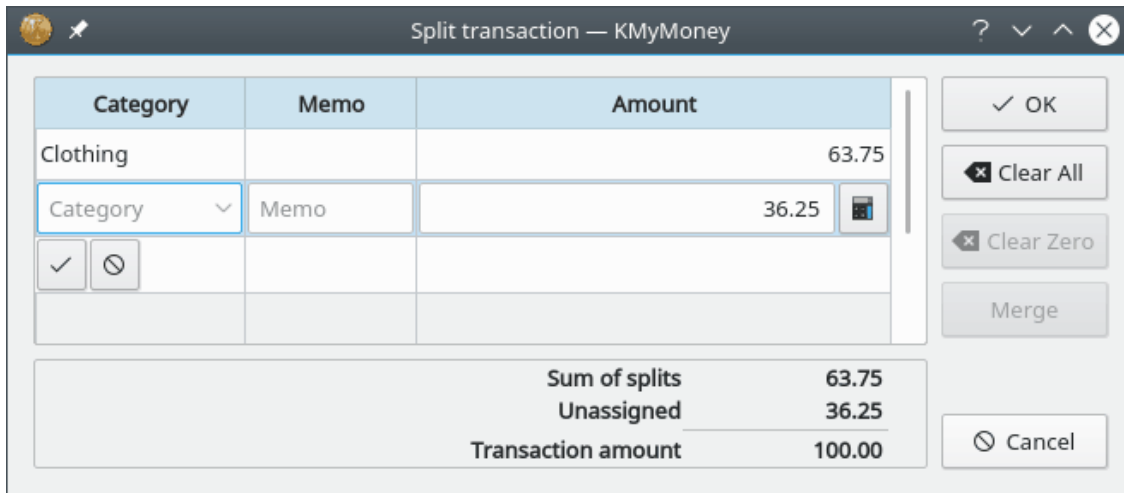 Split transaction — KMyMoney
Category Memo Amount
Clothing 63.75
Category Memo 36.25
Sum of splits 63.75
Unassigned 36.25
Transaction amount 100.00
OK
Clear All
Clear Zero
Merge
Cancel